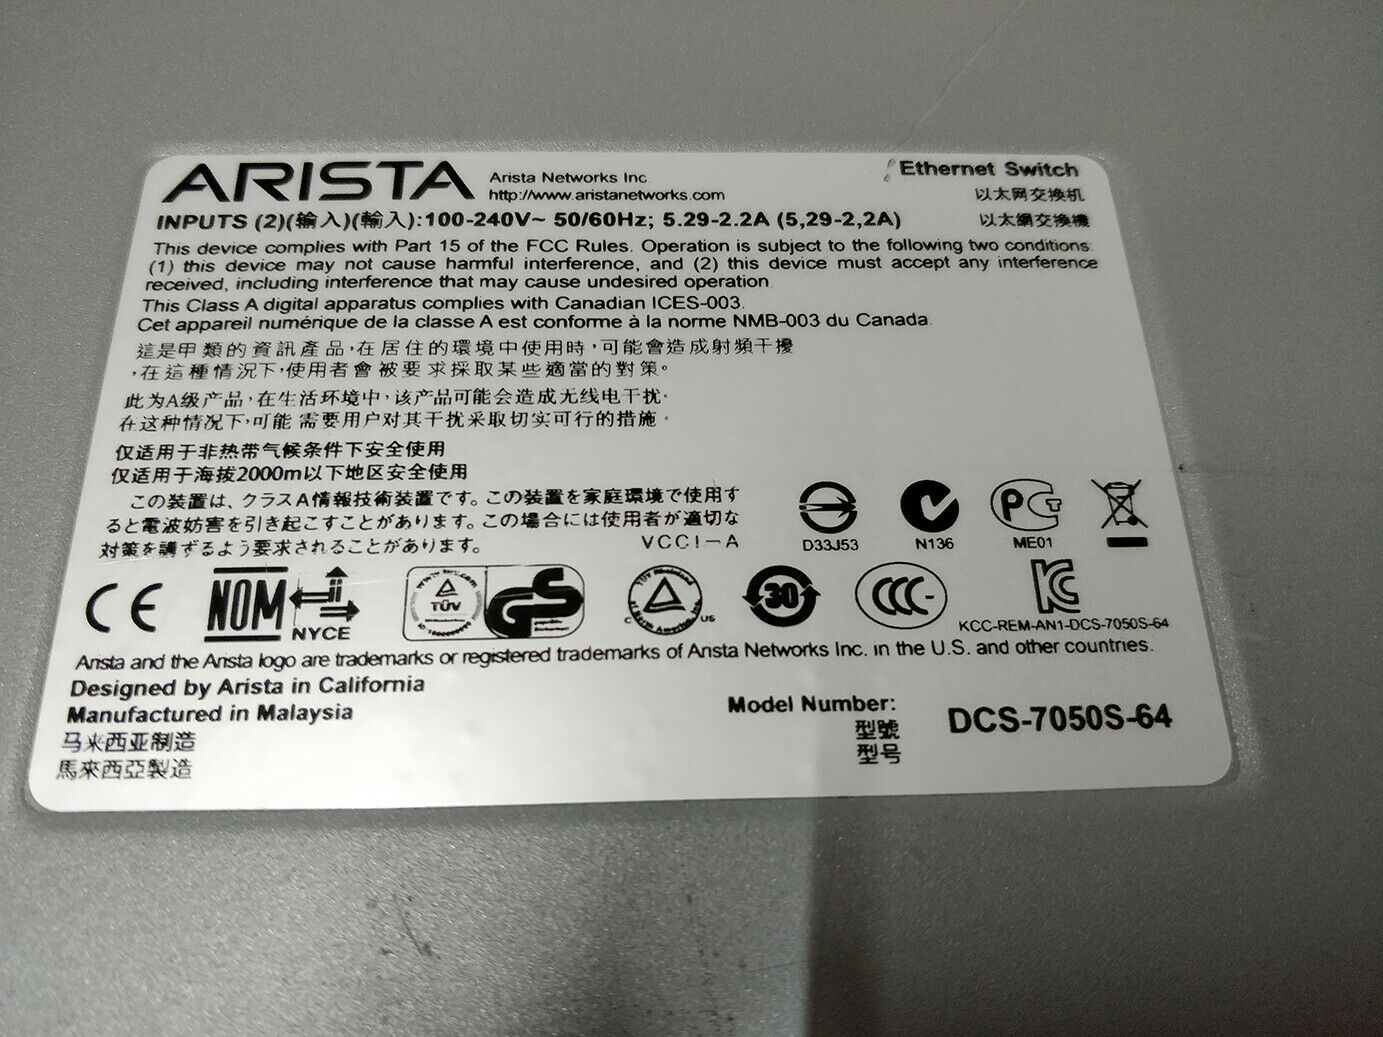 ARISTA
Arista Networks Inc.
http://www.aristanetworks.com
Ethernet Switch
以太网交换机
以太網交換機
INPUTS (2)(输入)(輸入):100-240V~ 50/60Hz; 5.29-2.2A (5,29-2,2A)
This device complies with Part 15 of the FCC Rules. Operation is subject to the following two conditions:
(1) this device may not cause harmful interference, and (2) this device must accept any interference
received, including interference that may cause undesired operation.
This Class A digital apparatus complies with Canadian ICES-003.
Cet appareil numérique de la classe A est conforme à la norme NMB-003 du Canada.
這是甲類的資訊產品,在居住的環境中使用時,可能會造成射頻干擾
,在這種情況下,使用者會被要求採取某些適當的對策。
此为A级产品,在生活环境中,该产品可能会造成无线电干扰.
在这种情况下,可能需要用户对其干扰采取切实可行的措施.
仅适用于非热带气候条件下安全使用
仅适用于海拔2000m以下地区安全使用
この装置は、クラスA情報技術装置です。この装置を家庭環境で使用す
ると電波妨害を引き起こすことがあります。この場合には使用者が適切な
対策を講ずるよう要求されることがあります。 VCCI-A
D33J53
N136
PCT
ME01
CE
NOM
NYCE
TÜV
GS
TÜV Rheinland
of North America, Inc.
C US
30
CCC
KC
KCC-REM-AN1-DCS-7050S-64
Arista and the Arista logo are trademarks or registered trademarks of Arista Networks Inc. in the U.S. and other countries.
Designed by Arista in California
Manufactured in Malaysia
马来西亚制造
馬來西亞製造
Model Number:
型號
型号
DCS-7050S-64